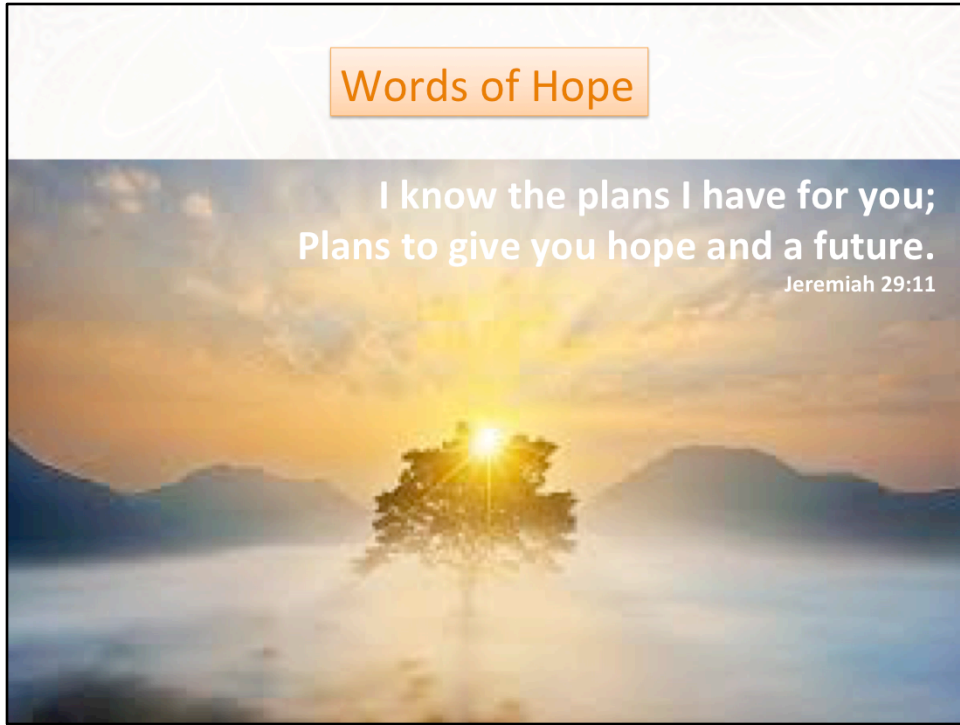 Words of Hope
I know the plans I have for you;
Plans to give you hope and a future.
Jeremiah 29:11